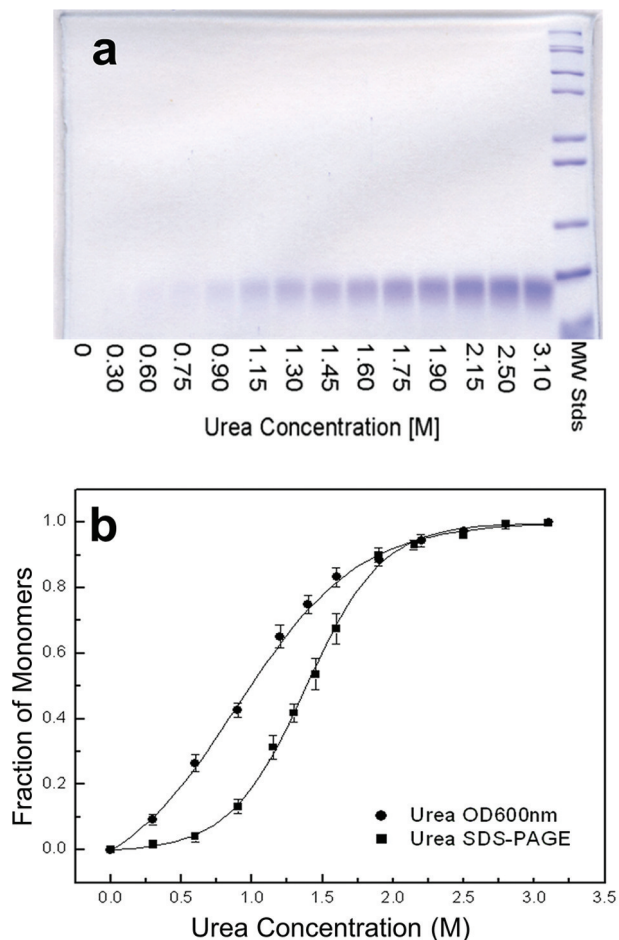 a
0
0.30
0.60
0.75
0.90
1.15
1.30
1.45
1.60
1.75
1.90
2.15
2.50
3.10
MW Stds
Urea Concentration [M]
b
Fraction of Monomers
1.0
0.8
0.6
0.4
0.2
0.0
Urea OD600nm
Urea SDS-PAGE
0.0 0.5 1.0 1.5 2.0 2.5 3.0 3.5
Urea Concentration (M)